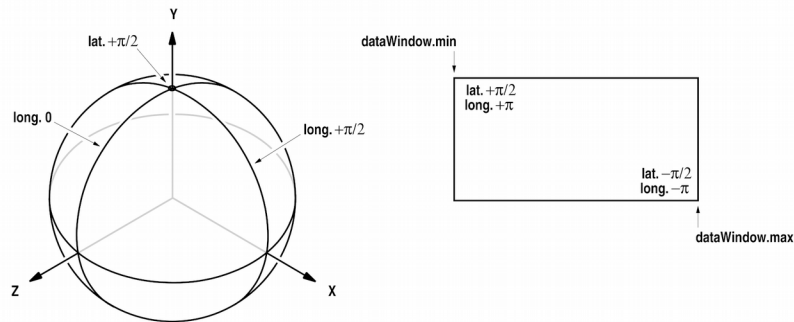 Y
lat. +π/2
long. 0
long. +π/2
Z
X
dataWindow.min
lat. +π/2
long. +π
lat. −π/2
long. −π
dataWindow.max